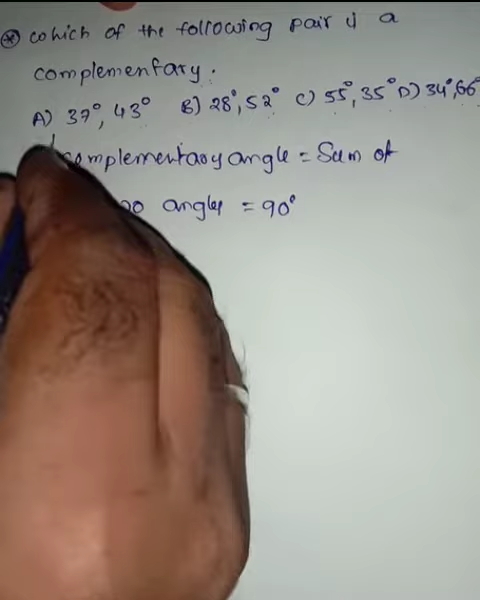 * which of the following pair is a
complementary.
A) 37°, 43° B) 28°, 52° C) 55°, 35° D) 34°, 66°
complementary angle = Sum of
angles = 90°